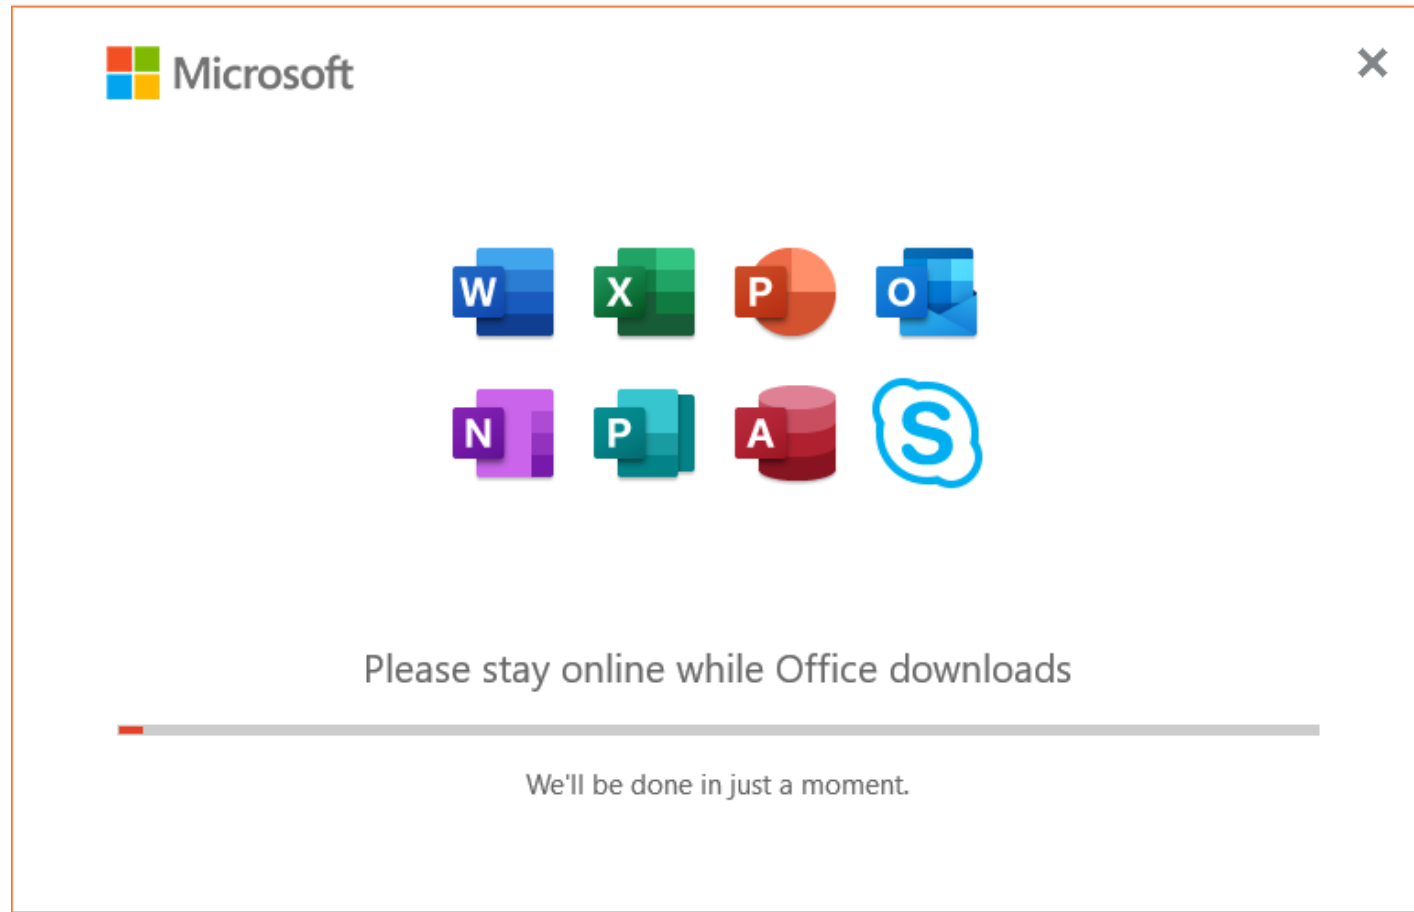 Microsoft
W X P O
N P A S
Please stay online while Office downloads
We'll be done in just a moment.